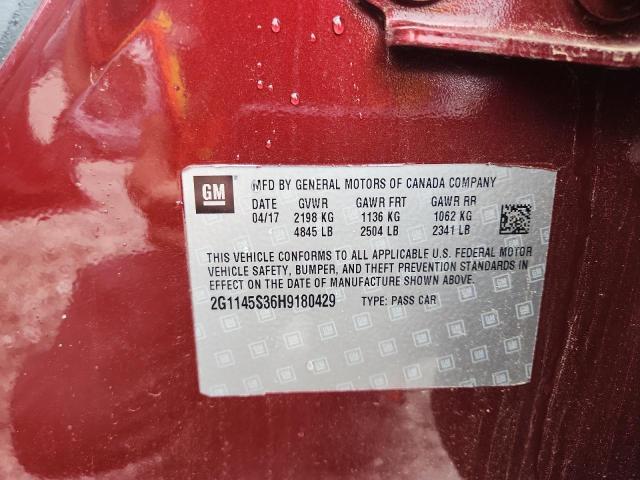 GM MFD BY GENERAL MOTORS OF CANADA COMPANY
DATE GVWR GAWR FRT GAWR RR
04/17 2198 KG 1136 KG 1062 KG
4845 LB 2504 LB 2341 LB
THIS VEHICLE CONFORMS TO ALL APPLICABLE U.S. FEDERAL MOTOR
VEHICLE SAFETY, BUMPER, AND THEFT PREVENTION STANDARDS IN
EFFECT ON THE DATE OF MANUFACTURE SHOWN ABOVE.
2G1145S36H9180429 TYPE: PASS CAR